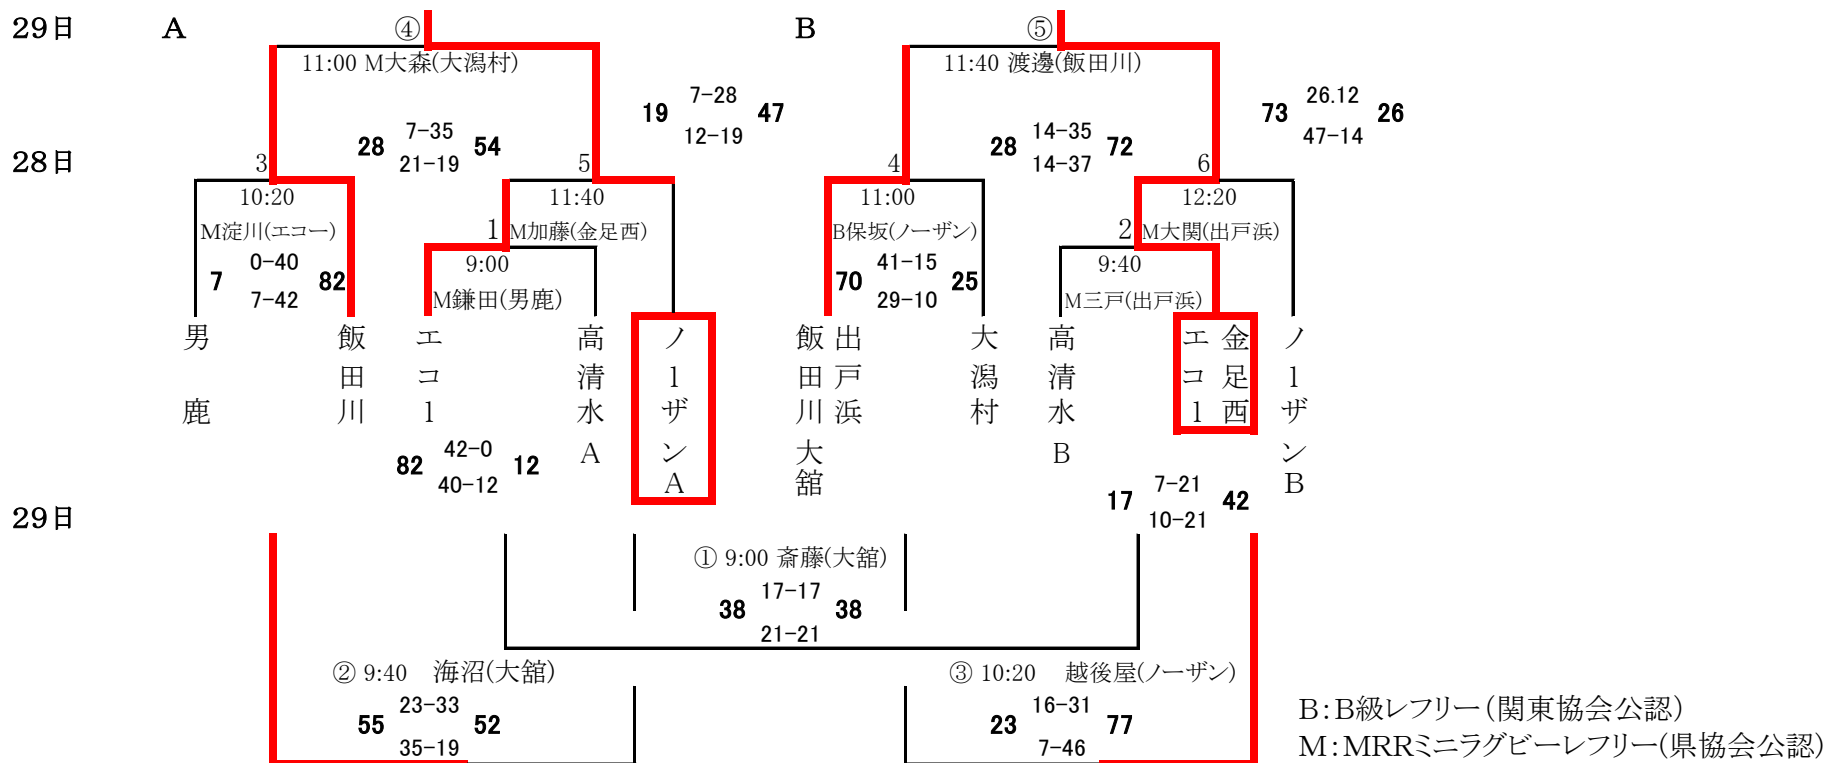 29日 A ④ B ⑤
11:00 M大森(大潟村) 11:40 渡邊(飯田川)
7-28 26.12
19 47 73 26
12-19 47-14
7-35 14-35
28 54 28 72
21-19 14-37
28日 3 5 4 6
10:20 11:40 11:00 12:20
M淀川(エコー) 1 M加藤(金足西) B保坂(ノーザン) 2 M大関(出戸浜)
0-40 9:00 41-15 9:40
7 82 70 25
7-42 M鎌田(男鹿) 29-10 M三戸(出戸浜)
男鹿
飯田川
エコー
高清水A
ノーザンA
飯田川大舘
出戸浜
大潟村
高清水B
エコー
金足西
ノーザンB
42-0
82 12
40-12
7-21
17 42
10-21
29日
① 9:00 斎藤(大舘)
17-17
38 38
21-21
② 9:40 海沼(大舘) ③ 10:20 越後屋(ノーザン)
23-33 16-31
55 52 23 77
35-19 7-46
B:B級レフリー(関東協会公認)
M:MRRミニラグビーレフリー(県協会公認)